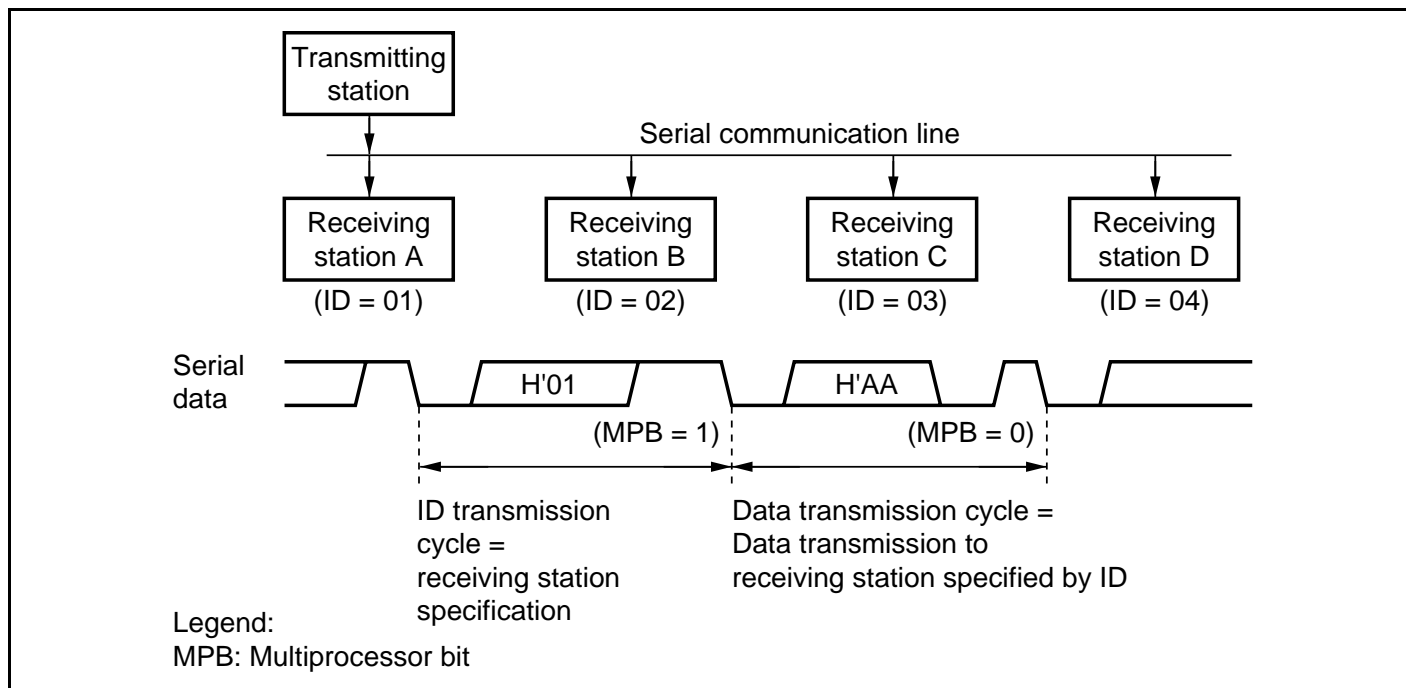 Transmitting
station
Serial communication line
Receiving
station A
(ID = 01)
Receiving
station B
(ID = 02)
Receiving
station C
(ID = 03)
Receiving
station D
(ID = 04)
Serial
data
H'01
H'AA
(MPB = 1)
(MPB = 0)
ID transmission
cycle =
receiving station
specification
Data transmission cycle =
Data transmission to
receiving station specified by ID
Legend:
MPB: Multiprocessor bit